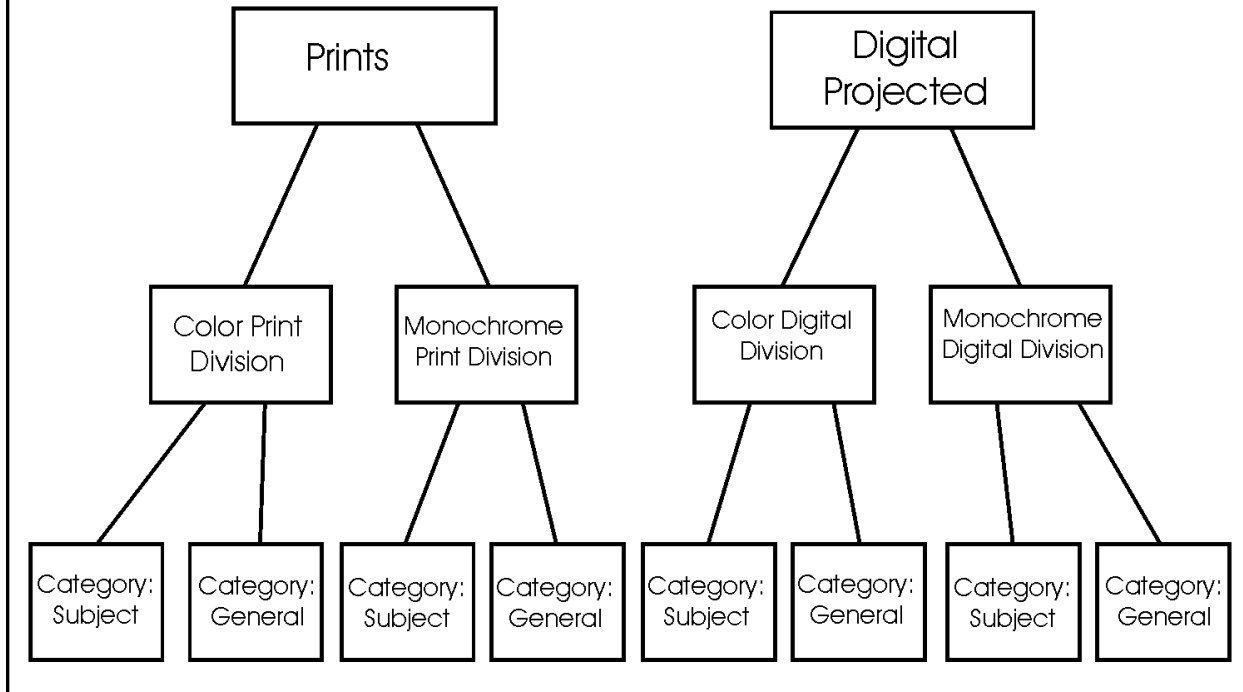 Prints
Digital
Projected
Color Print
Division
Monochrome
Print Division
Color Digital
Division
Monochrome
Digital Division
Category:
Subject
Category:
General
Category:
Subject
Category:
General
Category:
Subject
Category:
General
Category:
Subject
Category:
General